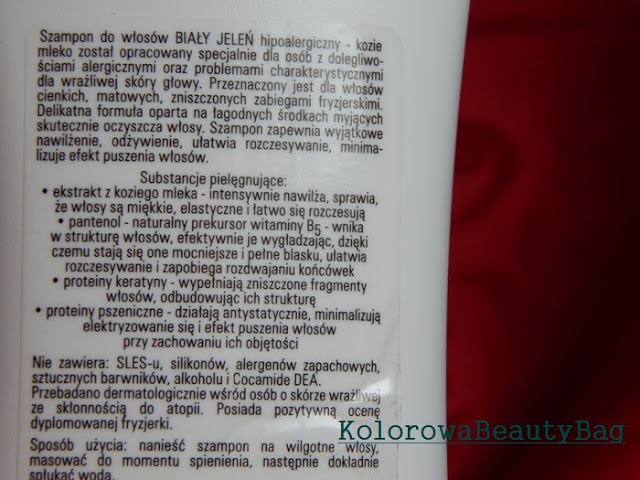 Szampon do włosów BIAŁY JELEŃ hipoalergiczny - kozie
mleko został opracowany specjalnie dla osób z dolegliwo-
ściami alergicznymi oraz problemami charakterystycznymi
dla wrażliwej skóry głowy. Przeznaczony jest dla włosów
cienkich, matowych, zniszczonych zabiegami fryzjerskimi.
Delikatna formuła oparta na łagodnych środkach myjących
skutecznie oczyszcza włosy. Szampon zapewnia wyjątkowe
nawilżenie, odżywienie, ułatwia rozczesywanie, minima-
lizuje efekt puszenia włosów.
Substancje pielęgnujące:
• ekstrakt z koziego mleka - intensywnie nawilża, sprawia,
że włosy są miękkie, elastyczne i łatwo się rozczesują
• pantenol - naturalny prekursor witaminy B5 - wnika
w strukturę włosów, efektywnie je wygładzając, dzięki
czemu stają się one mocniejsze i pełne blasku, ułatwia
rozczesywanie i zapobiega rozdwajaniu końcówek
• proteiny keratyny - wypełniają zniszczone fragmenty
włosów, odbudowując ich strukturę
• proteiny pszeniczne - działają antystatycznie, minimalizują
elektryzowanie się i efekt puszenia włosów
przy zachowaniu ich objętości
Nie zawiera: SLES-u, silikonów, alergenów zapachowych,
sztucznych barwników, alkoholu i Cocamide DEA.
Przebadano dermatologicznie wśród osób o skórze wrażliwej
ze skłonnością do atopii. Posiada pozytywną ocenę
dyplomowanej fryzjerki.
Sposób użycia: nanieść szampon na wilgotne włosy,
masować do momentu spienienia, następnie dokładnie
spłukać wodą.
KolorowaBeautyBag